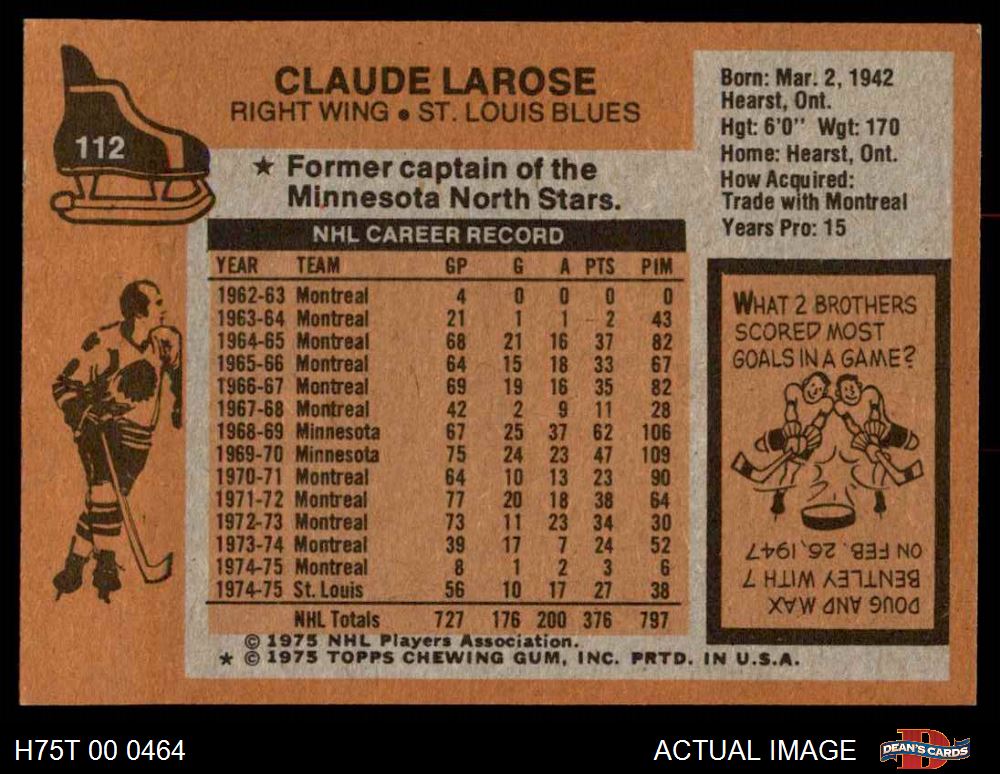 112
CLAUDE LAROSE
RIGHT WING • ST. LOUIS BLUES
★ Former captain of the
Minnesota North Stars.
NHL CAREER RECORD
YEAR TEAM GP G A PTS PIM
1962-63 Montreal 4 0 0 0 0
1963-64 Montreal 21 1 1 2 43
1964-65 Montreal 68 21 16 37 82
1965-66 Montreal 64 15 18 33 67
1966-67 Montreal 69 19 16 35 82
1967-68 Montreal 42 2 9 11 28
1968-69 Minnesota 67 25 37 62 106
1969-70 Minnesota 75 24 23 47 109
1970-71 Montreal 64 10 13 23 90
1971-72 Montreal 77 20 18 38 64
1972-73 Montreal 73 11 23 34 30
1973-74 Montreal 39 17 7 24 52
1974-75 Montreal 8 1 2 3 6
1974-75 St. Louis 56 10 17 27 38
NHL Totals 727 176 200 376 797
© 1975 NHL Players Association.
★ © 1975 TOPPS CHEWING GUM, INC. PRTD. IN U.S.A.
Born: Mar. 2, 1942
Hearst, Ont.
Hgt: 6'0" Wgt: 170
Home: Hearst, Ont.
How Acquired:
Trade with Montreal
Years Pro: 15
WHAT 2 BROTHERS
SCORED MOST
GOALS IN A GAME?
DOUG AND MAX
BENTLEY WITH 7
ON FEB. 26, 1947
H75T 00 0464
ACTUAL IMAGE
DEAN'S CARDS